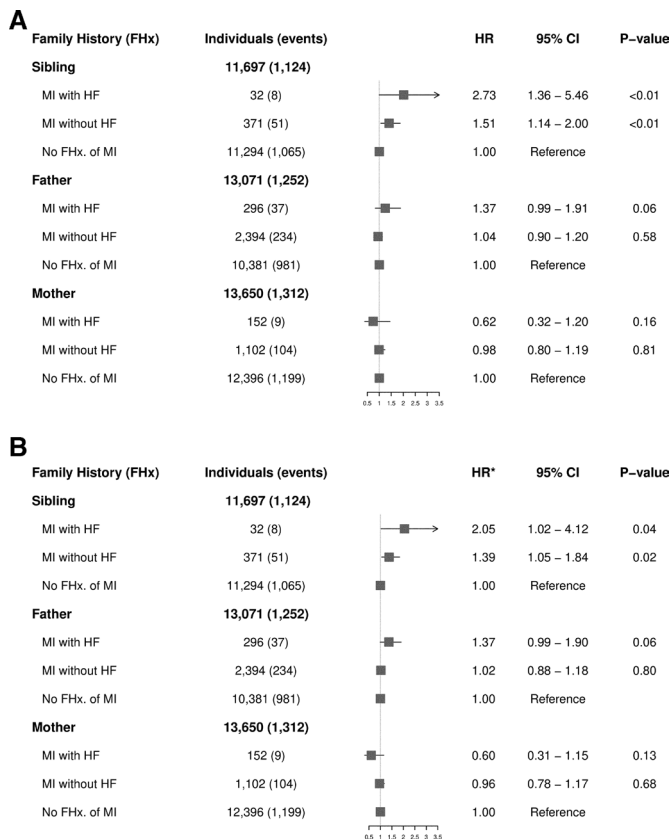 A
Family History (FHx) Individuals (events) HR 95% CI P−value
Sibling 11,697 (1,124)
MI with HF 32 (8) 2.73 1.36 − 5.46 <0.01
MI without HF 371 (51) 1.51 1.14 − 2.00 <0.01
No FHx. of MI 11,294 (1,065) 1.00 Reference
Father 13,071 (1,252)
MI with HF 296 (37) 1.37 0.99 − 1.91 0.06
MI without HF 2,394 (234) 1.04 0.90 − 1.20 0.58
No FHx. of MI 10,381 (981) 1.00 Reference
Mother 13,650 (1,312)
MI with HF 152 (9) 0.62 0.32 − 1.20 0.16
MI without HF 1,102 (104) 0.98 0.80 − 1.19 0.81
No FHx. of MI 12,396 (1,199) 1.00 Reference
0.5 1 1.5 2 2.5 3 3.5
B
Family History (FHx) Individuals (events) HR* 95% CI P−value
Sibling 11,697 (1,124)
MI with HF 32 (8) 2.05 1.02 − 4.12 0.04
MI without HF 371 (51) 1.39 1.05 − 1.84 0.02
No FHx. of MI 11,294 (1,065) 1.00 Reference
Father 13,071 (1,252)
MI with HF 296 (37) 1.37 0.99 − 1.90 0.06
MI without HF 2,394 (234) 1.02 0.88 − 1.18 0.80
No FHx. of MI 10,381 (981) 1.00 Reference
Mother 13,650 (1,312)
MI with HF 152 (9) 0.60 0.31 − 1.15 0.13
MI without HF 1,102 (104) 0.96 0.78 − 1.17 0.68
No FHx. of MI 12,396 (1,199) 1.00 Reference
0.5 1 1.5 2 2.5 3 3.5